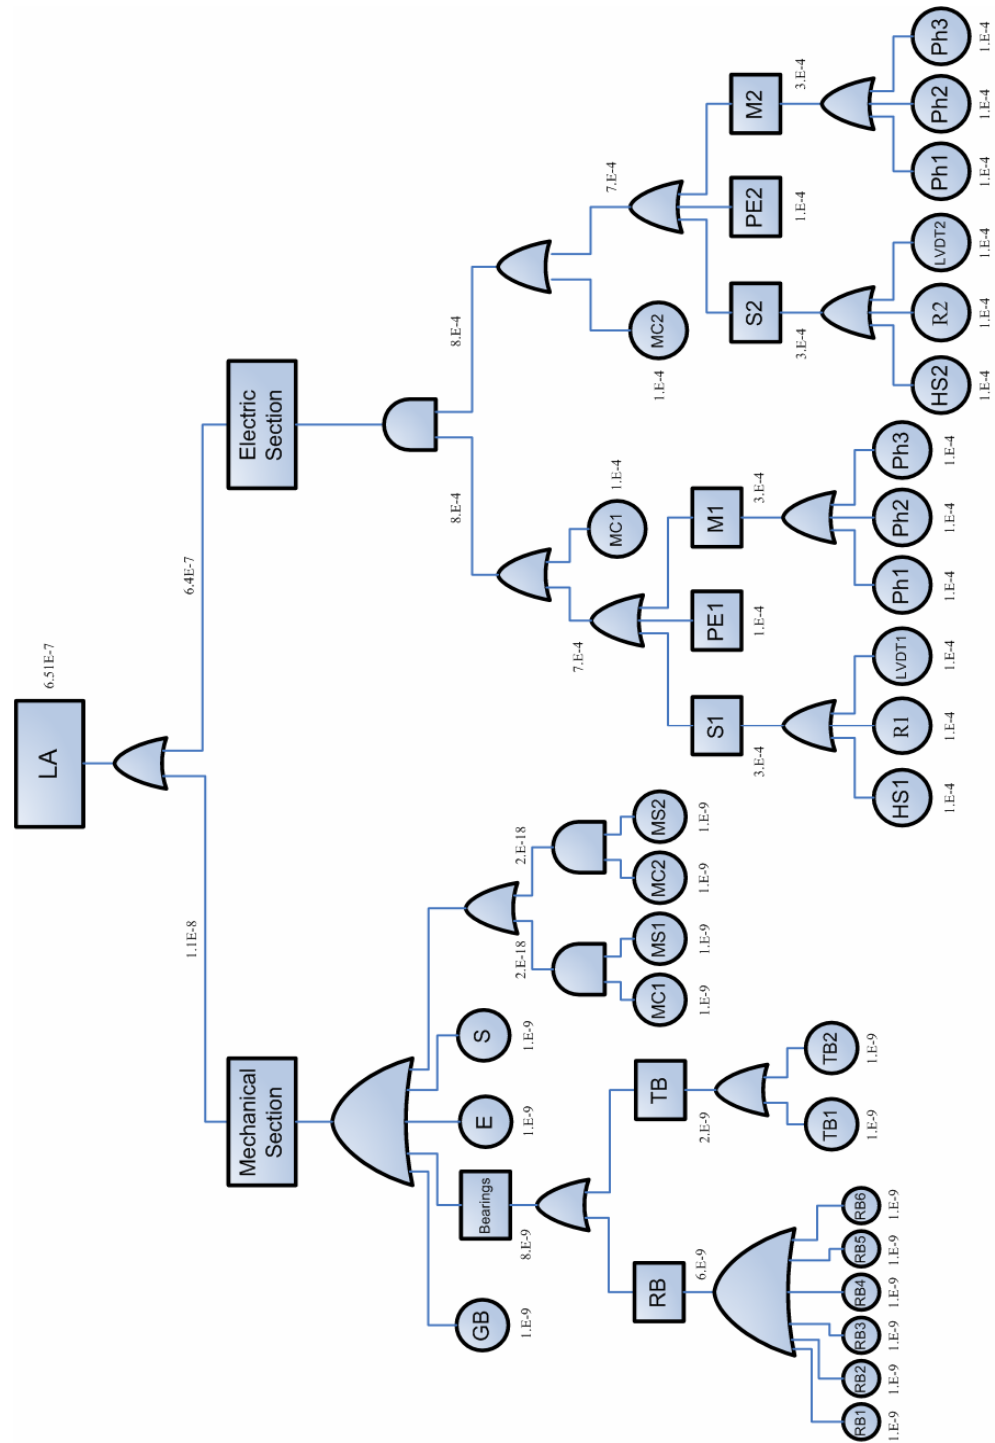 LA
6.51E-7
1.1E-8
6.4E-7
Mechanical
Section
Electric
Section
8.E-4
8.E-4
GB
1.E-9
Bearings
8.E-9
E
1.E-9
S
1.E-9
2.E-18
2.E-18
MC1
1.E-9
MS1
1.E-9
MC2
1.E-9
MS2
1.E-9
7.E-4
MC1
1.E-4
MC2
1.E-4
7.E-4
RB
6.E-9
TB
2.E-9
S1
3.E-4
PE1
1.E-4
M1
3.E-4
S2
3.E-4
PE2
1.E-4
M2
3.E-4
RB1
RB2
RB3
RB4
RB5
RB6
1.E-9
1.E-9
1.E-9
1.E-9
1.E-9
1.E-9
TB1
TB2
1.E-9
1.E-9
HS1
R1
LVDT1
Ph1
Ph2
Ph3
1.E-4
1.E-4
1.E-4
1.E-4
1.E-4
1.E-4
HS2
R2
LVDT2
Ph1
Ph2
Ph3
1.E-4
1.E-4
1.E-4
1.E-4
1.E-4
1.E-4